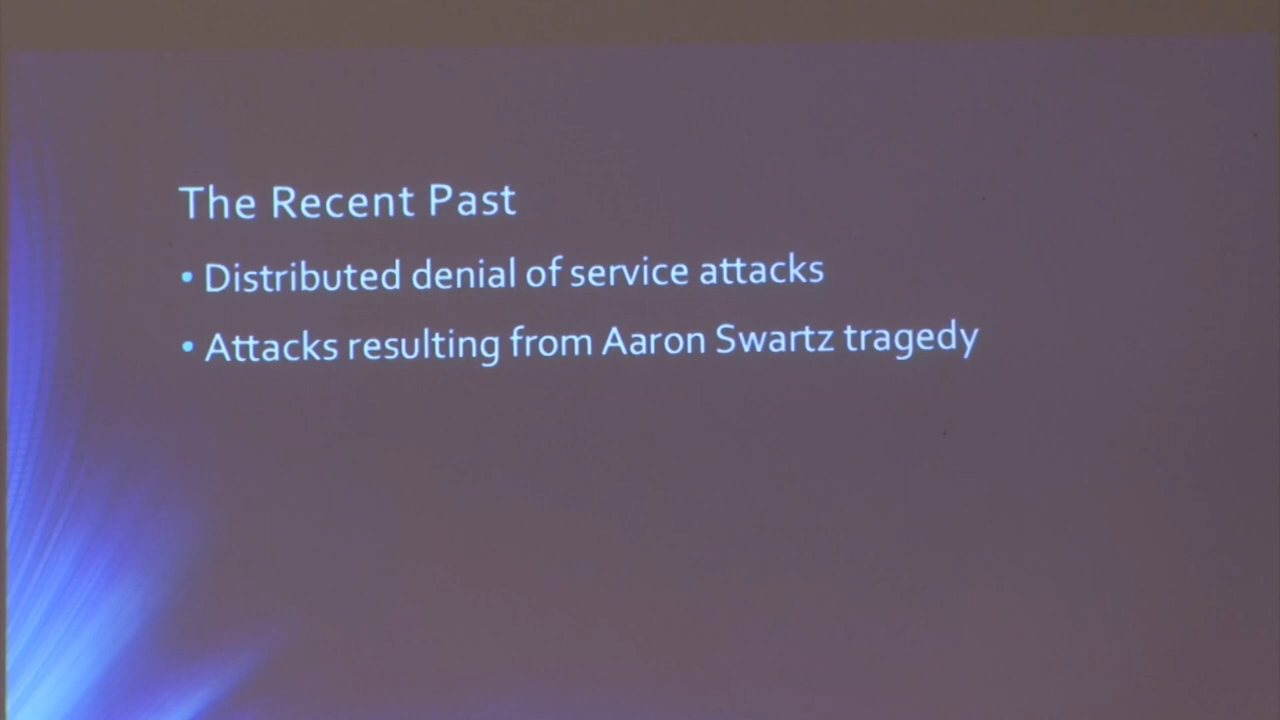 The Recent Past
• Distributed denial of service attacks
• Attacks resulting from Aaron Swartz tragedy